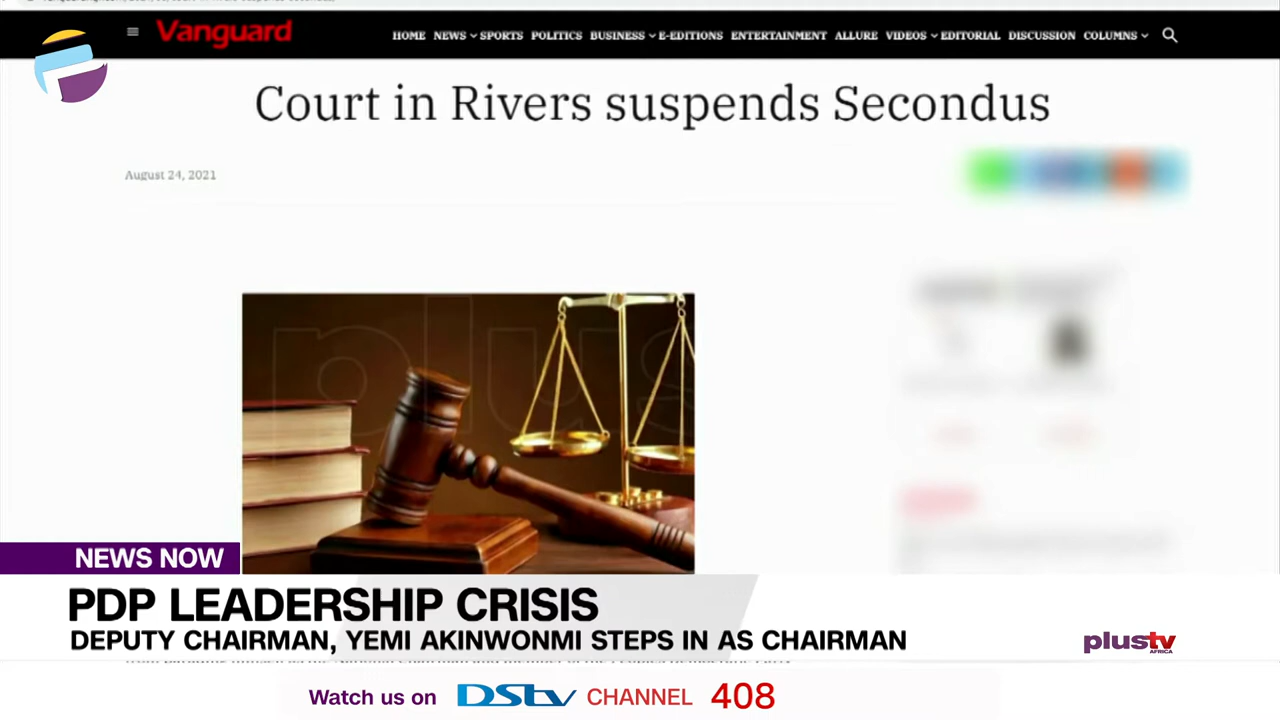 Vanguard
HOME NEWS SPORTS POLITICS BUSINESS E-EDITIONS ENTERTAINMENT ALLURE VIDEOS EDITORIAL DISCUSSION COLUMNS
Court in Rivers suspends Secondus
August 24, 2021
plus
NEWS NOW
PDP LEADERSHIP CRISIS
DEPUTY CHAIRMAN, YEMI AKINWONMI STEPS IN AS CHAIRMAN
plustv
AFRICA
Watch us on DStv CHANNEL 408